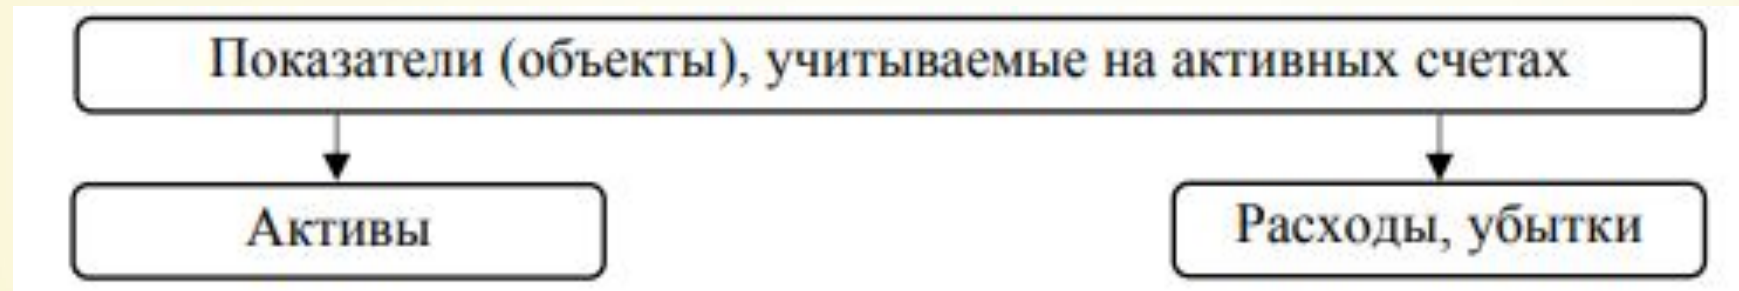 Показатели (объекты), учитываемые на активных счетах
Активы
Расходы, убытки